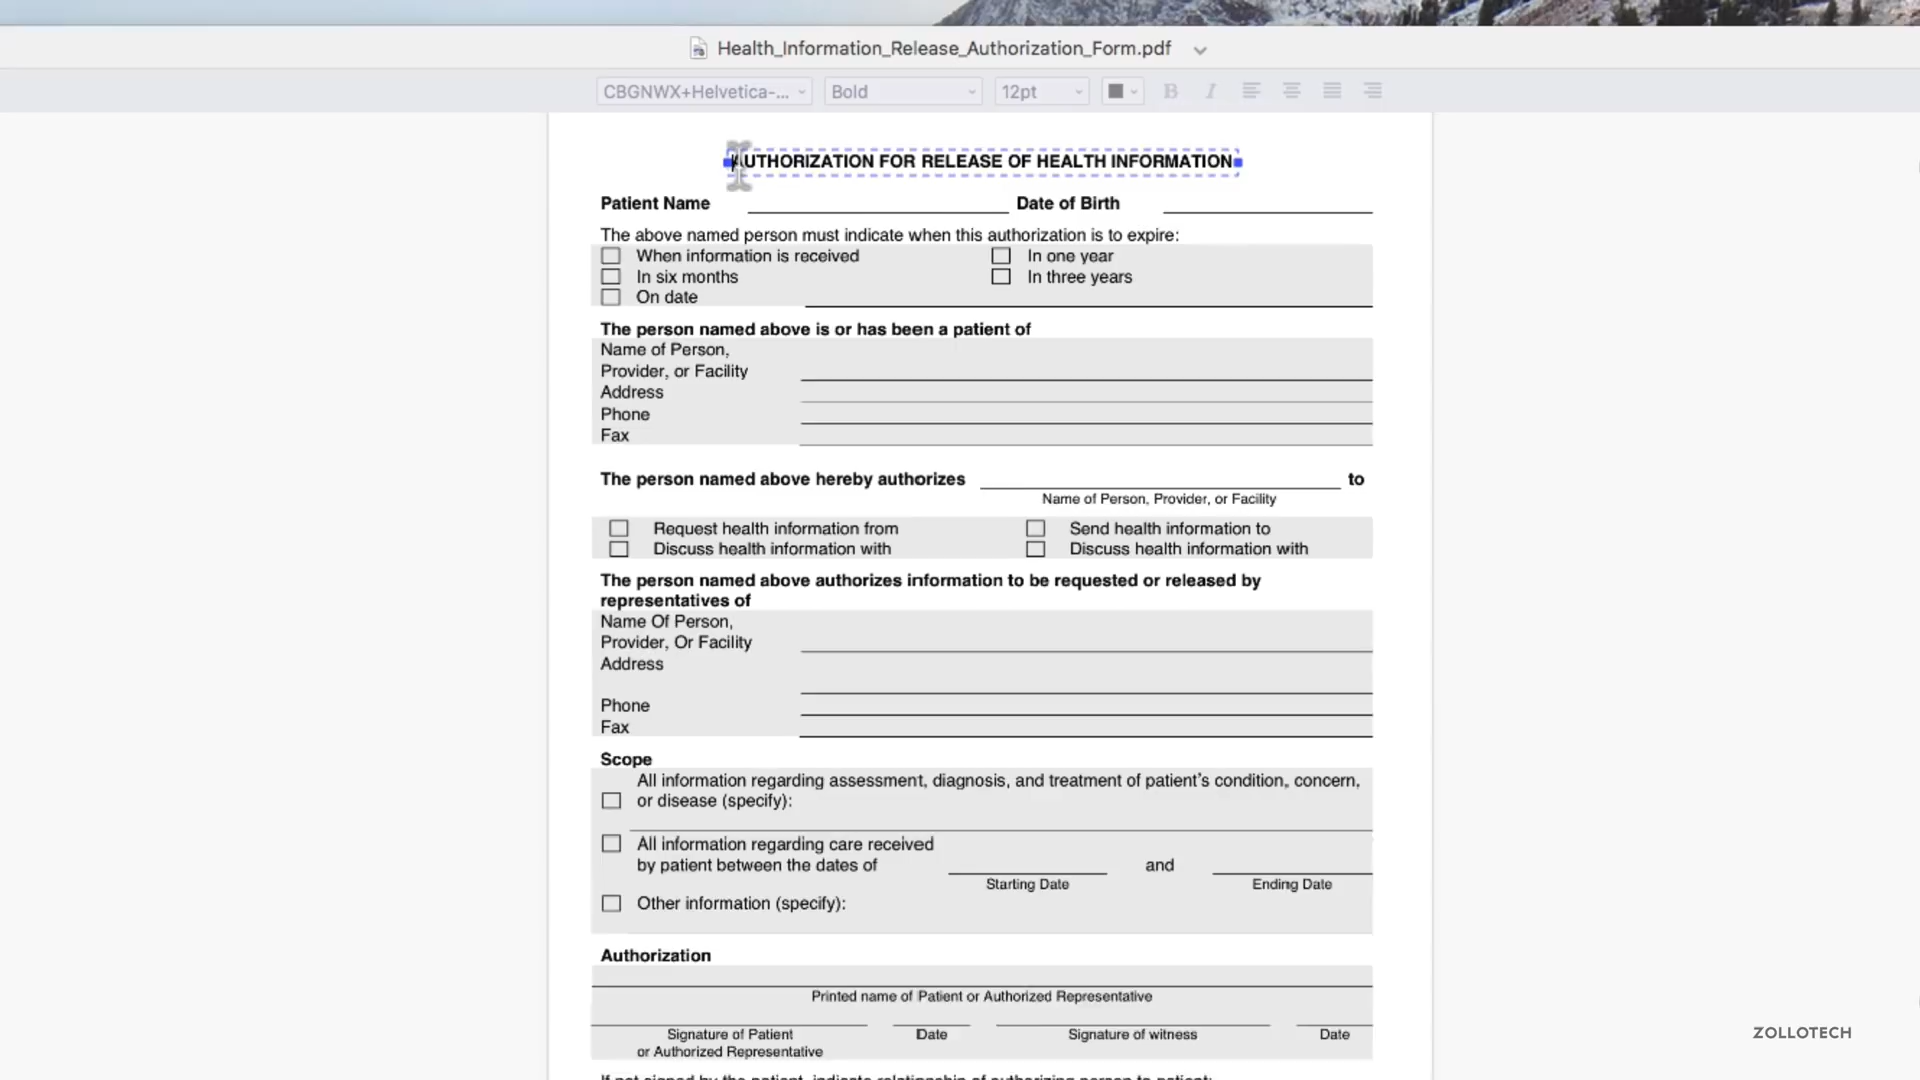 Health_Information_Release_Authorization_Form.pdf
CBGNWX+Helvetica-... Bold 12pt B I
AUTHORIZATION FOR RELEASE OF HEALTH INFORMATION
Patient Name Date of Birth
The above named person must indicate when this authorization is to expire:
When information is received In one year
In six months In three years
On date
The person named above is or has been a patient of
Name of Person,
Provider, or Facility
Address
Phone
Fax
The person named above hereby authorizes to
Name of Person, Provider, or Facility
Request health information from Send health information to
Discuss health information with Discuss health information with
The person named above authorizes information to be requested or released by
representatives of
Name Of Person,
Provider, Or Facility
Address
Phone
Fax
Scope
All information regarding assessment, diagnosis, and treatment of patient's condition, concern,
or disease (specify):
All information regarding care received
by patient between the dates of and
Starting Date Ending Date
Other information (specify):
Authorization
Printed name of Patient or Authorized Representative
Signature of Patient Date Signature of witness Date
or Authorized Representative
If not signed by the patient, indicate relationship of authorizing person to patient:
ZOLLOTECH